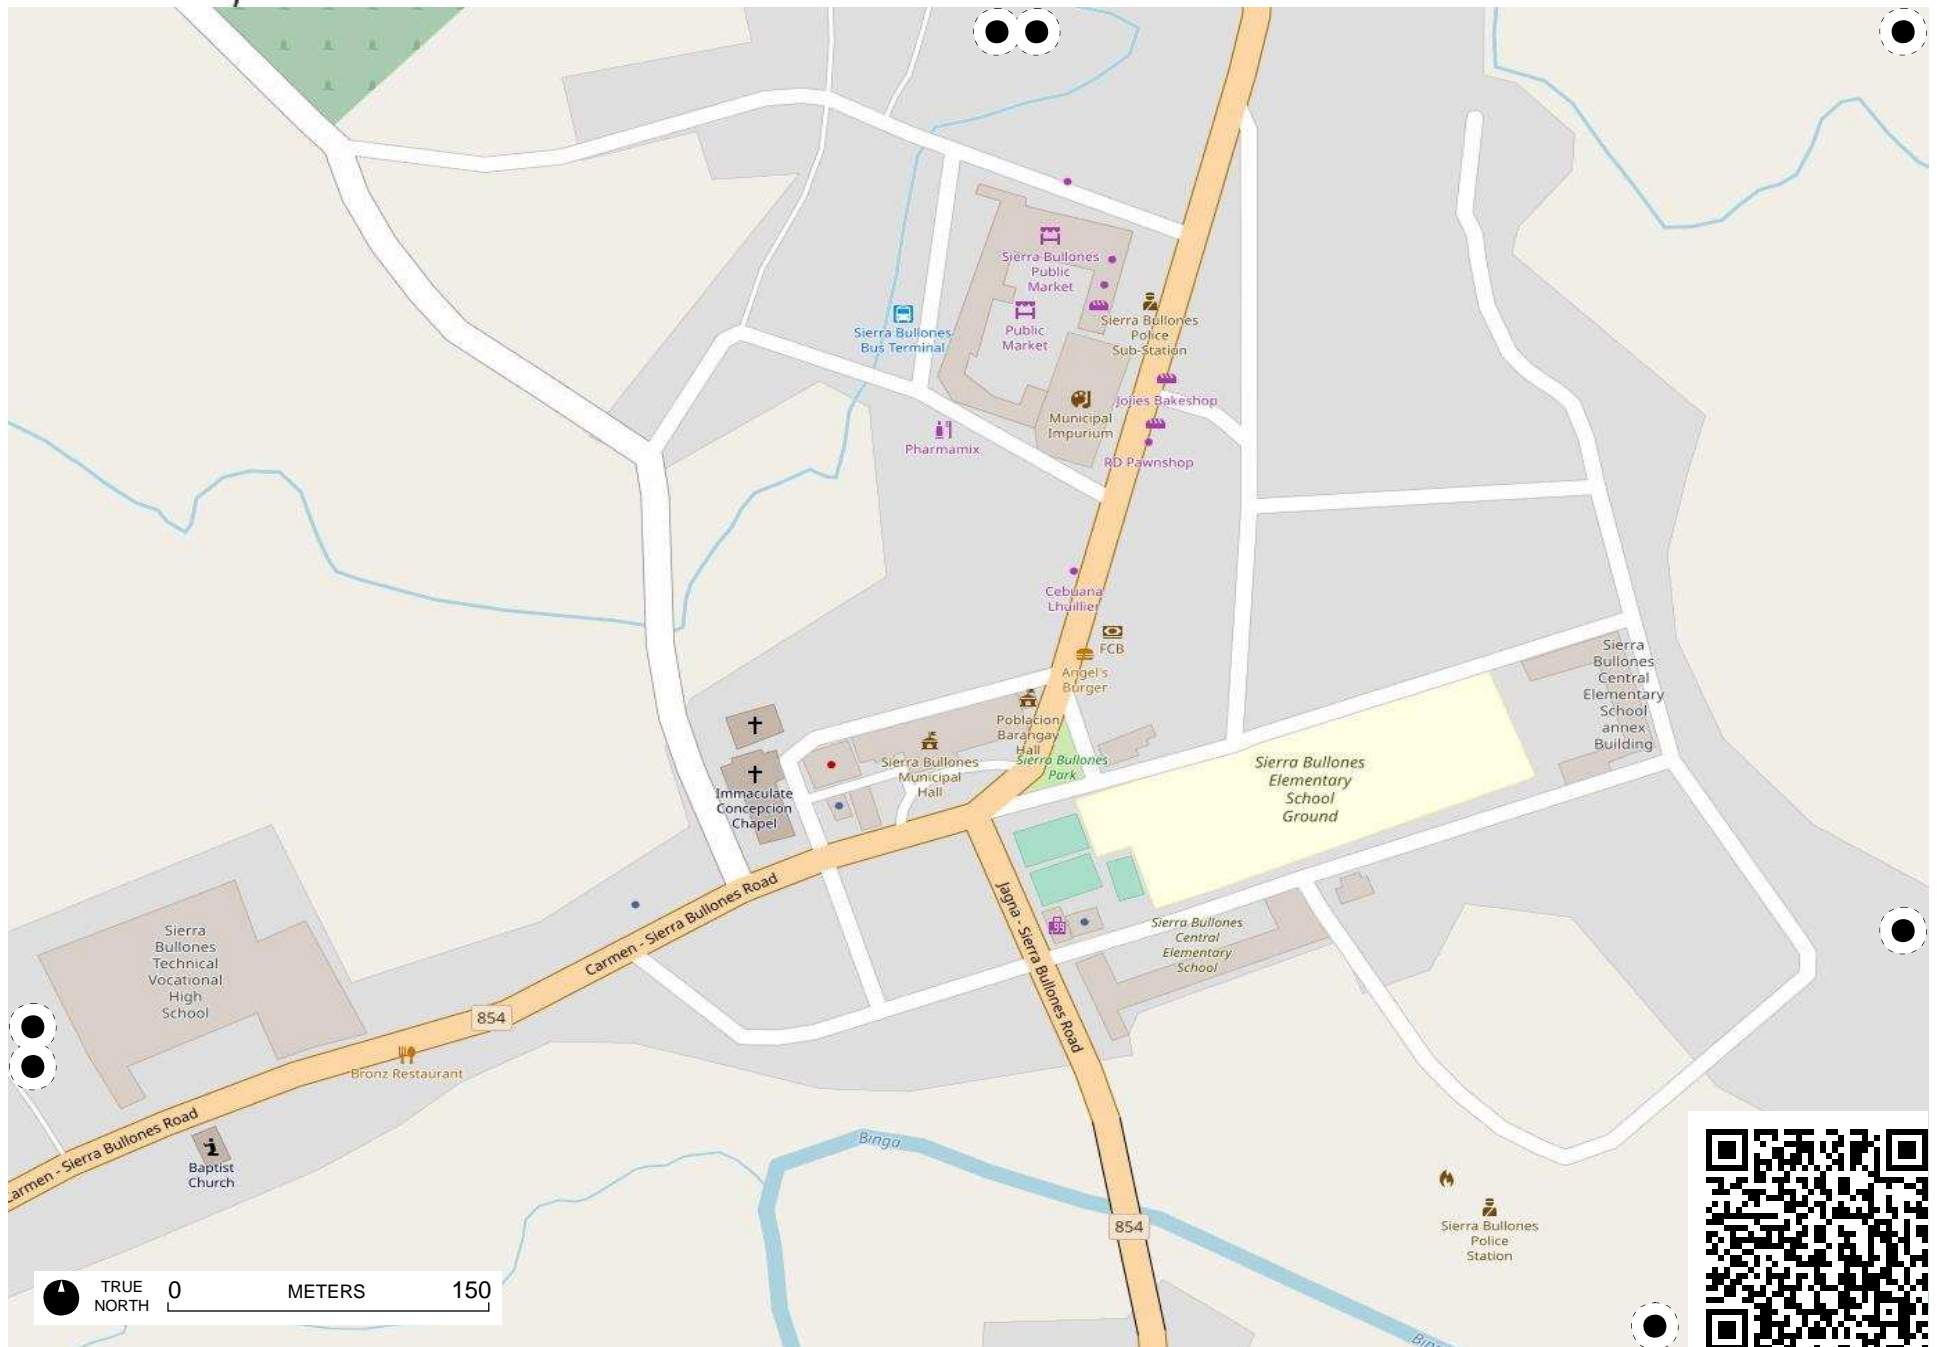 Sierra Bullones
Public
Market
Sierra Bullones
Bus Terminal
Public
Market
Sierra Bullones
Police
Sub-Station
Jojies Bakeshop
Municipal
Impurium
Pharmamix
RD Pawnshop
Cebuana
Lhuillier
FCB
Angel's
Burger
Sierra
Bullones
Central
Elementary
School
annex
Building
Poblacion
Barangay
Hall
Sierra Bullones
Park
Sierra Bullones
Municipal
Hall
Immaculate
Concepcion
Chapel
Sierra Bullones
Elementary
School
Ground
Carmen - Sierra Bullones Road
Jagna - Sierra Bullones Road
Sierra Bullones
Central
Elementary
School
Sierra
Bullones
Technical
Vocational
High
School
854
Bronz Restaurant
armen - Sierra Bullones Road
Baptist
Church
Binga
854
Sierra Bullones
Police
Station
TRUE
NORTH
0 METERS 150